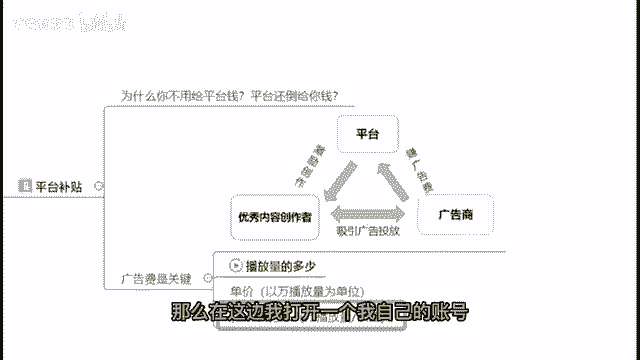 为什么你不用给平台钱？平台还倒给你钱？
平台
平台补贴
优秀内容创作者
广告商
吸引广告投放
播放量的多少
广告费是关键
单价（以万播放量为单位）
那么在这边我打开一个我自己的账号